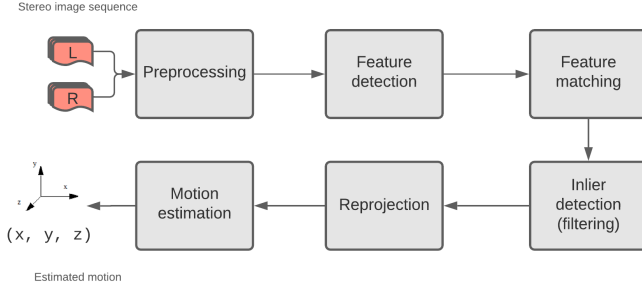 Stereo image sequence
L
R
Preprocessing
Feature
detection
Feature
matching
Inlier
detection
(filtering)
Reprojection
Motion
estimation
y
x
z
(x, y, z)
Estimated motion